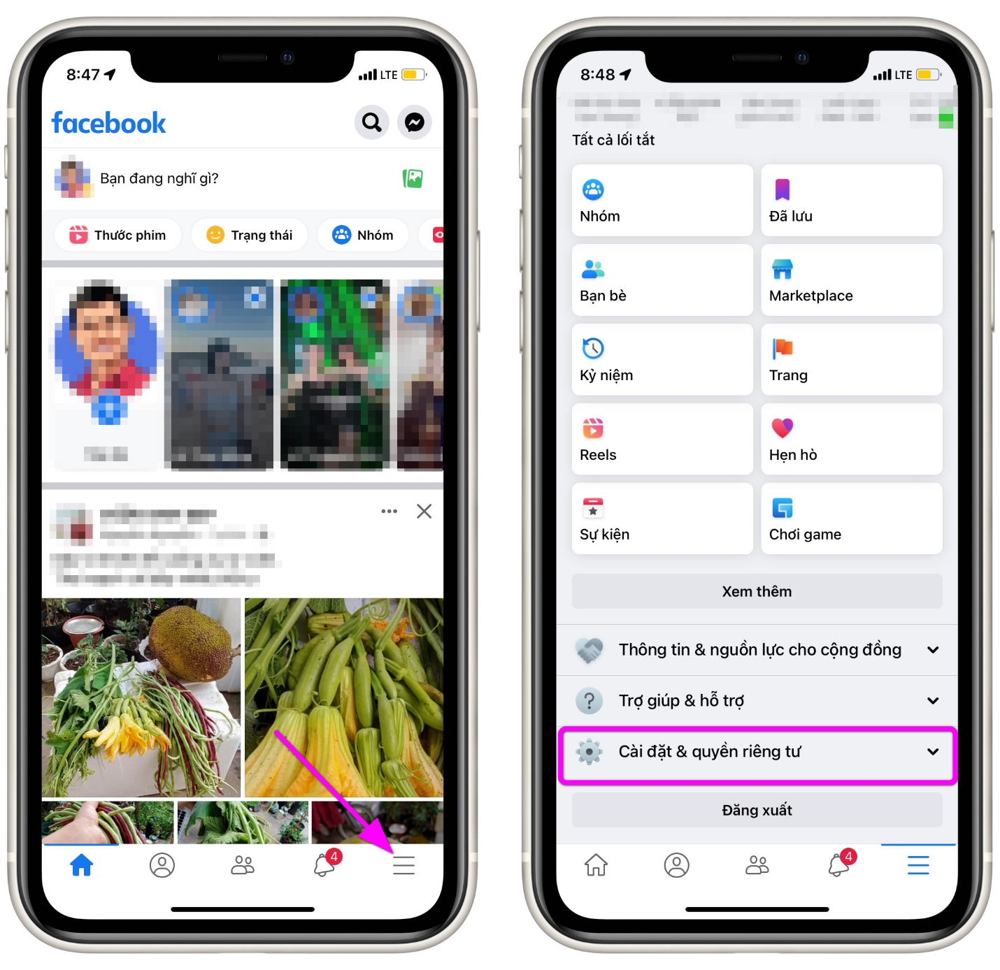 8:47
LTE
facebook
Bạn đang nghĩ gì?
Thước phim
Trạng thái
Nhóm
4
8:48
LTE
Tất cả lối tắt
Nhóm
Đã lưu
Bạn bè
Marketplace
Kỷ niệm
Trang
Reels
Hẹn hò
Sự kiện
Chơi game
Xem thêm
Thông tin & nguồn lực cho cộng đồng
Trợ giúp & hỗ trợ
Cài đặt & quyền riêng tư
Đăng xuất
4